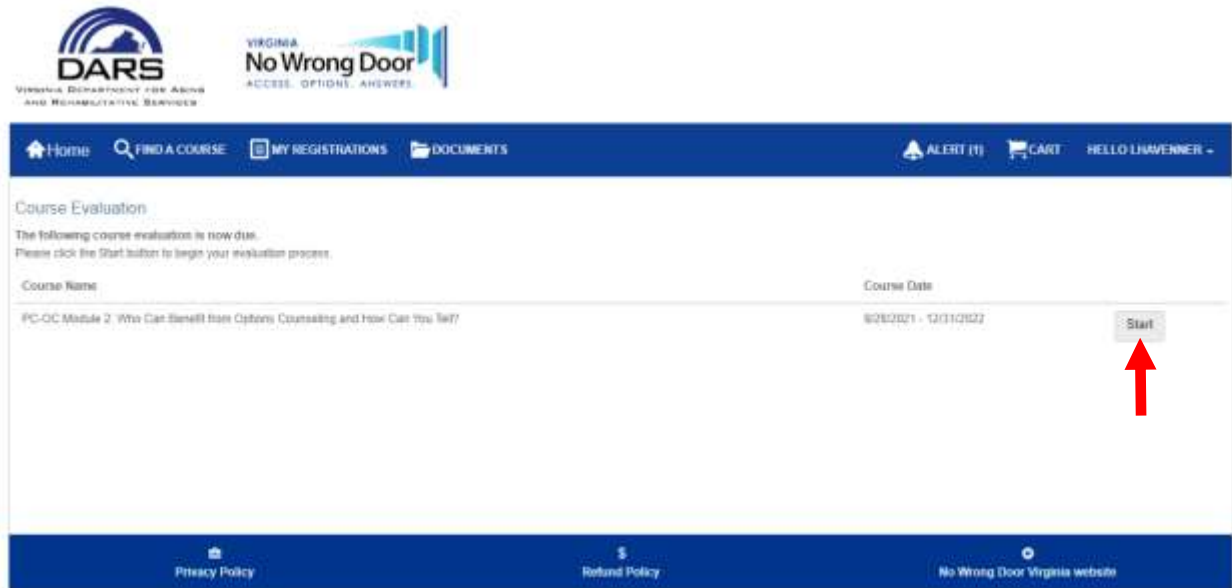 DARS
VIRGINIA DEPARTMENT FOR AGING
AND REHABILITATIVE SERVICES
VIRGINIA
No Wrong Door
ACCESS. OPTIONS. ANSWERS.
Home FIND A COURSE MY REGISTRATIONS DOCUMENTS ALERT (1) CART HELLO LHAVENNER
Course Evaluation
The following course evaluation is now due.
Please click the Start button to begin your evaluation process.
Course Name Course Date
PC-OC Module 2: Who Can Benefit from Options Counseling and How Can You Tell? - 12/31/2022 Start
Privacy Policy Refund Policy No Wrong Door Virginia website